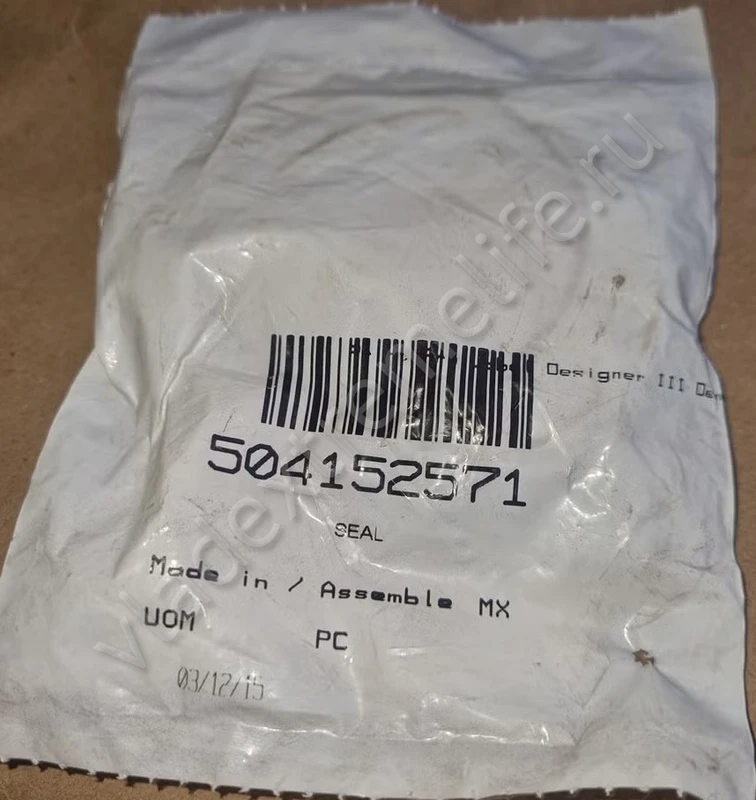 Designer III
504152571
SEAL
Made in / Assemble MX
UOM PC
03/12/15